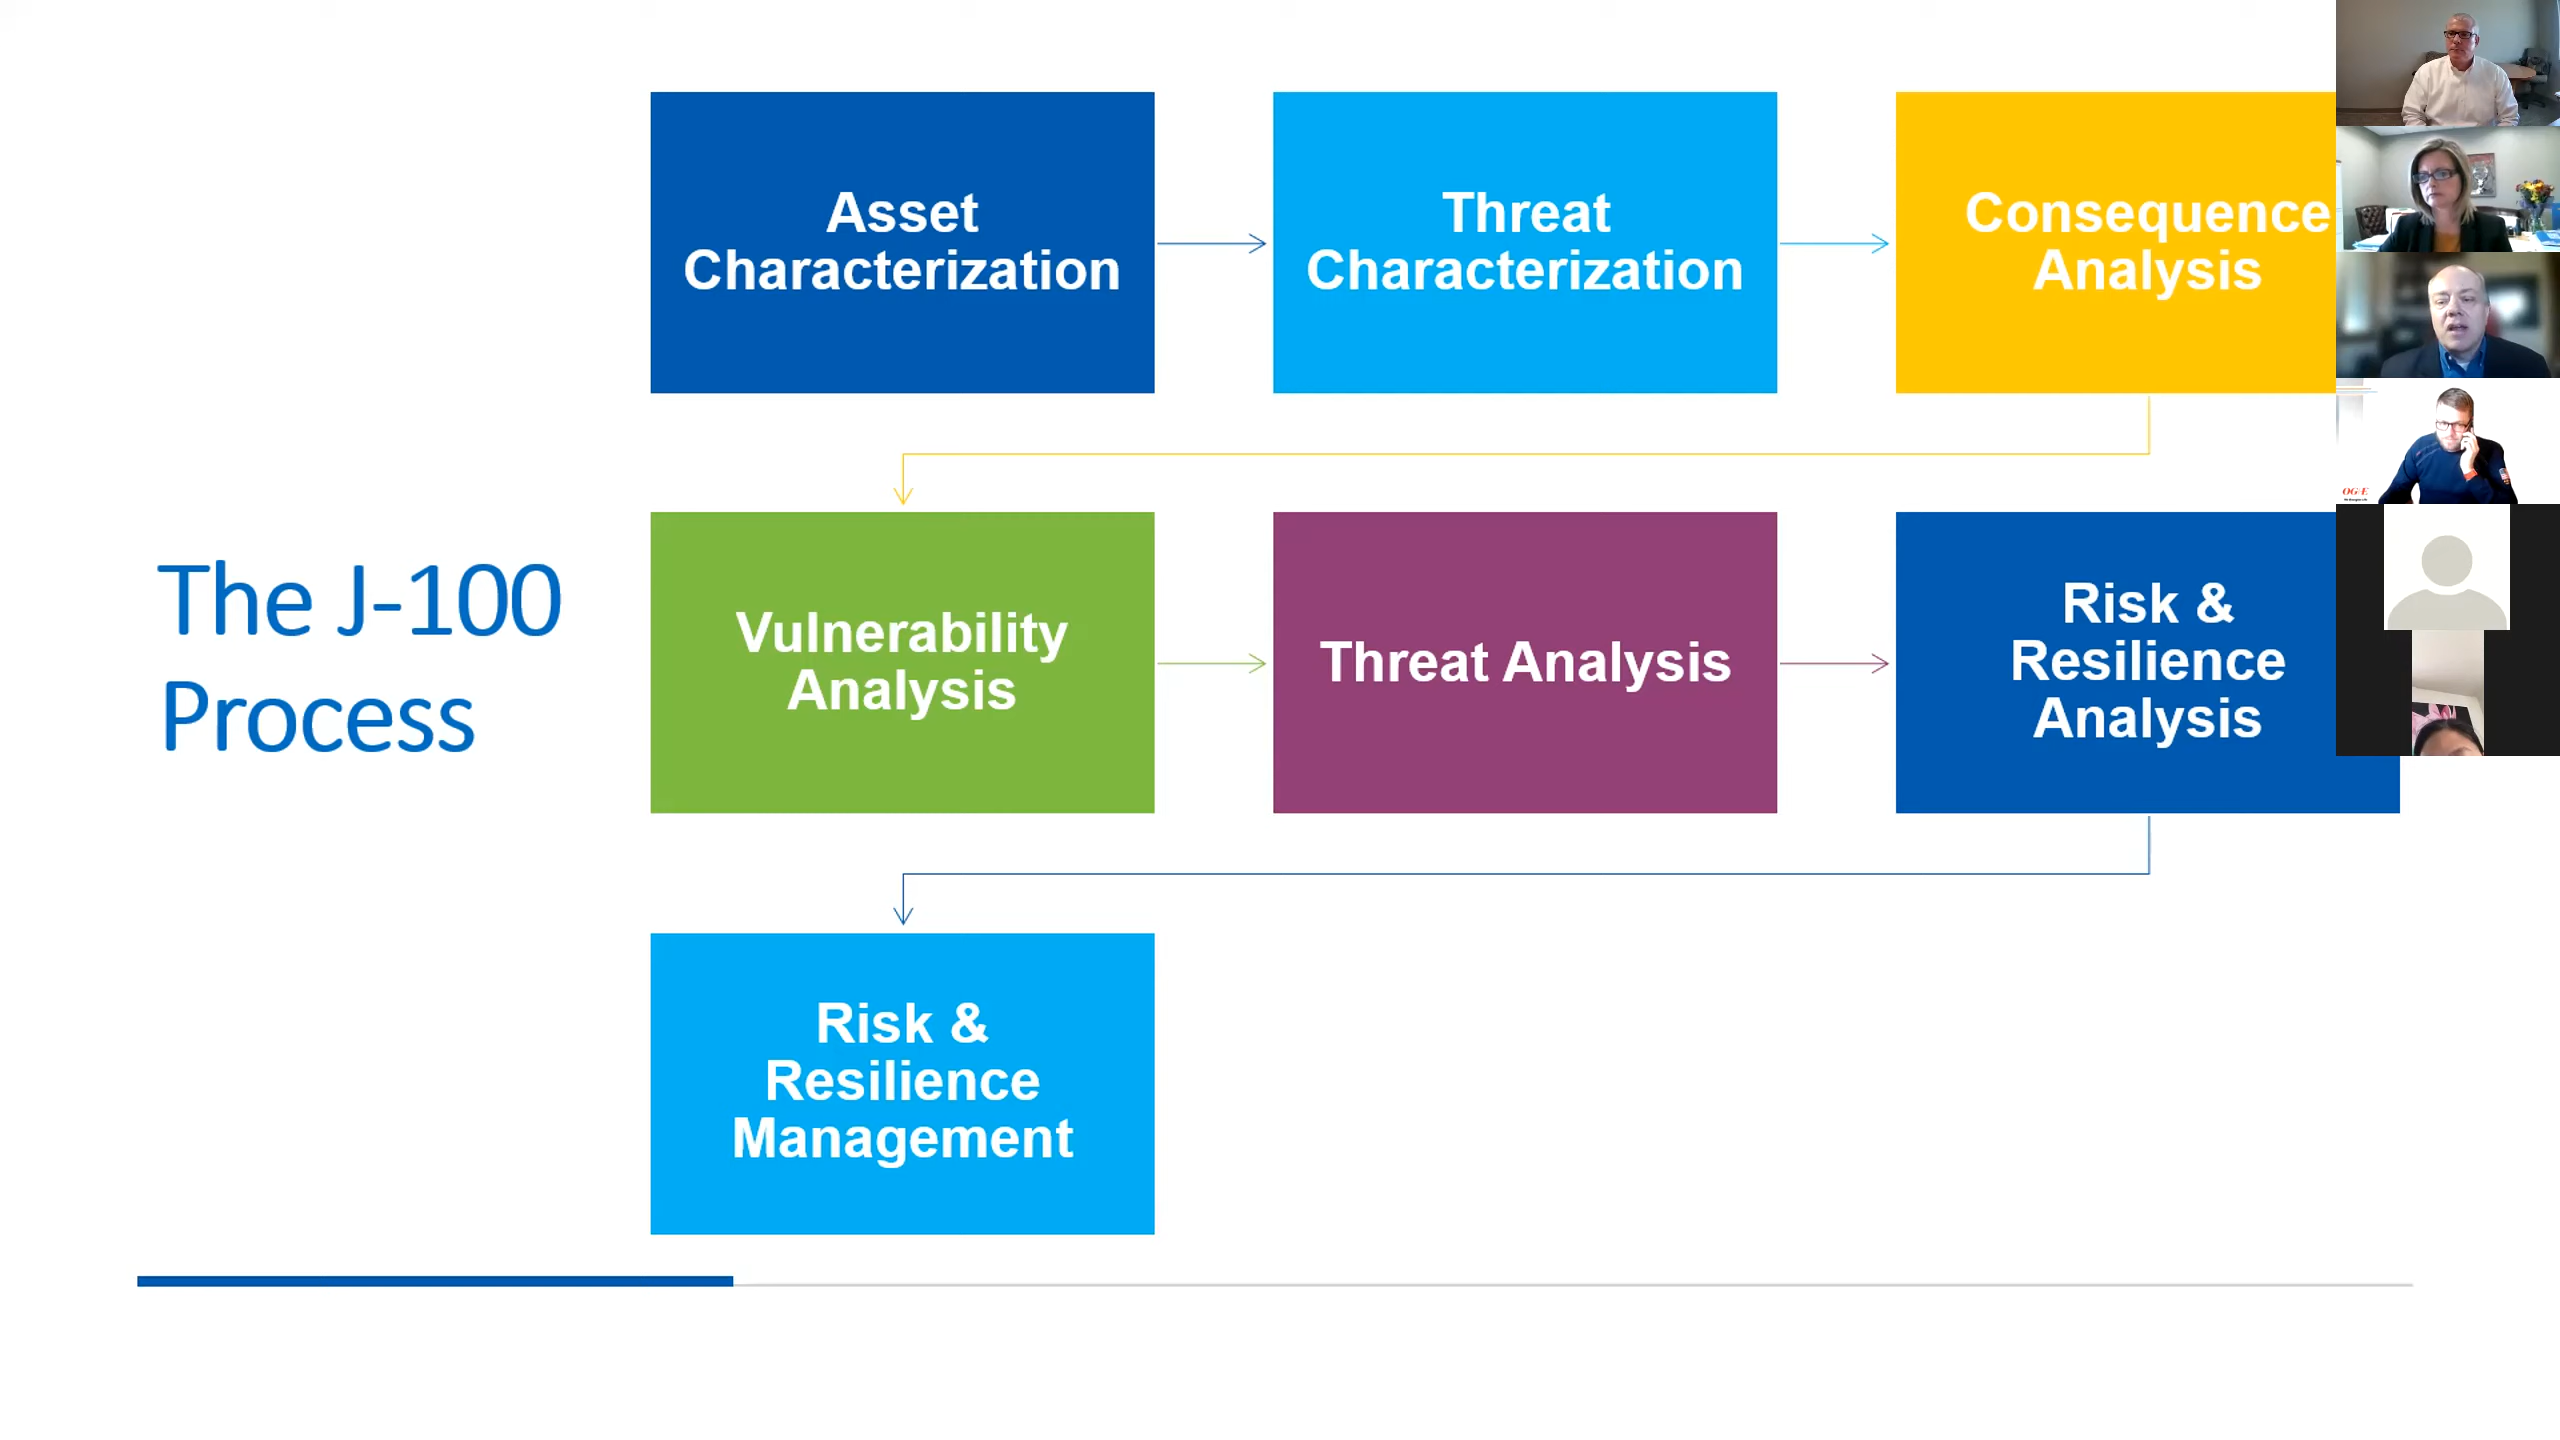 The J-100
Process
Asset
Characterization
Threat
Characterization
Consequence
Analysis
Vulnerability
Analysis
Threat Analysis
Risk &
Resilience
Analysis
Risk &
Resilience
Management
OG&E